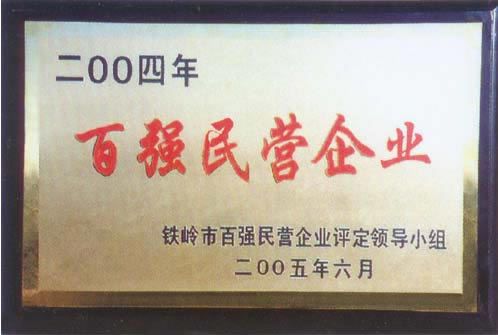 二00四年
百强民营企业
铁岭市百强民营企业评定领导小组
二00五年六月